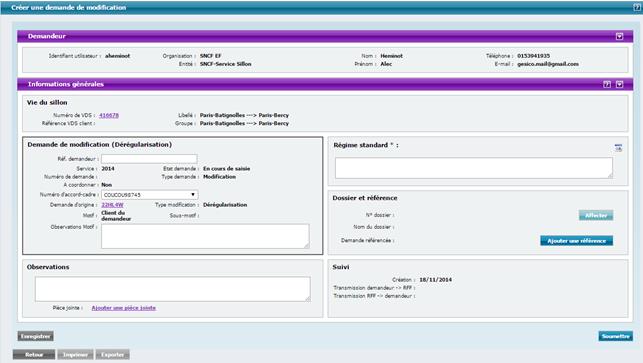 Créer une demande de modification
Demandeur
Identifiant utilisateur : aheminot Organisation : SNCF EF Nom : Heminot Téléphone : 0153941935
Entité : SNCF-Service Sillon Prénom : Alec E-mail : gesico.mail@gmail.com
Informations générales
Vie du sillon
Numéro de VDS : 416678 Libellé : Paris-Batignolles ---> Paris-Bercy
Référence VDS client : Groupe : Paris-Batignolles ---> Paris-Bercy
Demande de modification (Dérégularisation)
Réf. demandeur :
Service : 2014 Etat demande : En cours de saisie
Numéro de demande : Type demande : Modification
A coordonner : Non
Numéro d'accord-cadre : COUCOU98745
Demande d'origine : 22HL4W Type modification : Dérégularisation
Motif : Client du demandeur Sous-motif :
Observations Motif :
Régime standard * :
Dossier et référence
N° dossier : Affecter
Nom du dossier :
Demande référencée : Ajouter une référence
Observations
Pièce jointe : Ajouter une pièce jointe
Suivi
Création : 18/11/2014
Transmission demandeur -> RFF :
Transmission RFF -> demandeur :
Enregistrer Soumettre
Retour Imprimer Exporter